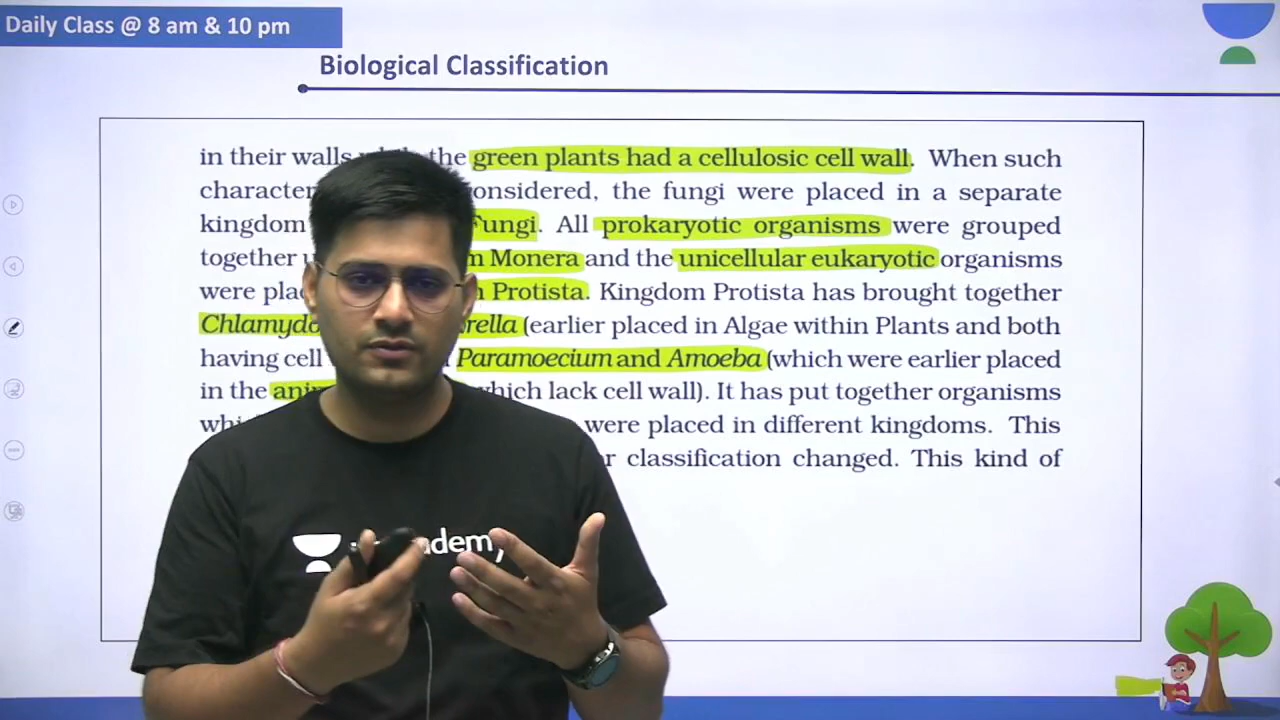 Daily Class @ 8 am & 10 pm
Biological Classification
in their walls the green plants had a cellulosic cell wall. When such
considered, the fungi were placed in a separate
kingdom Fungi. All prokaryotic organisms were grouped
together Monera and the unicellular eukaryotic organisms
were Protista. Kingdom Protista has brought together
(earlier placed in Algae within Plants and both
having cell Paramoecium and Amoeba (which were earlier placed
in the which lack cell wall). It has put together organisms
were placed in different kingdoms. This
classification changed. This kind of